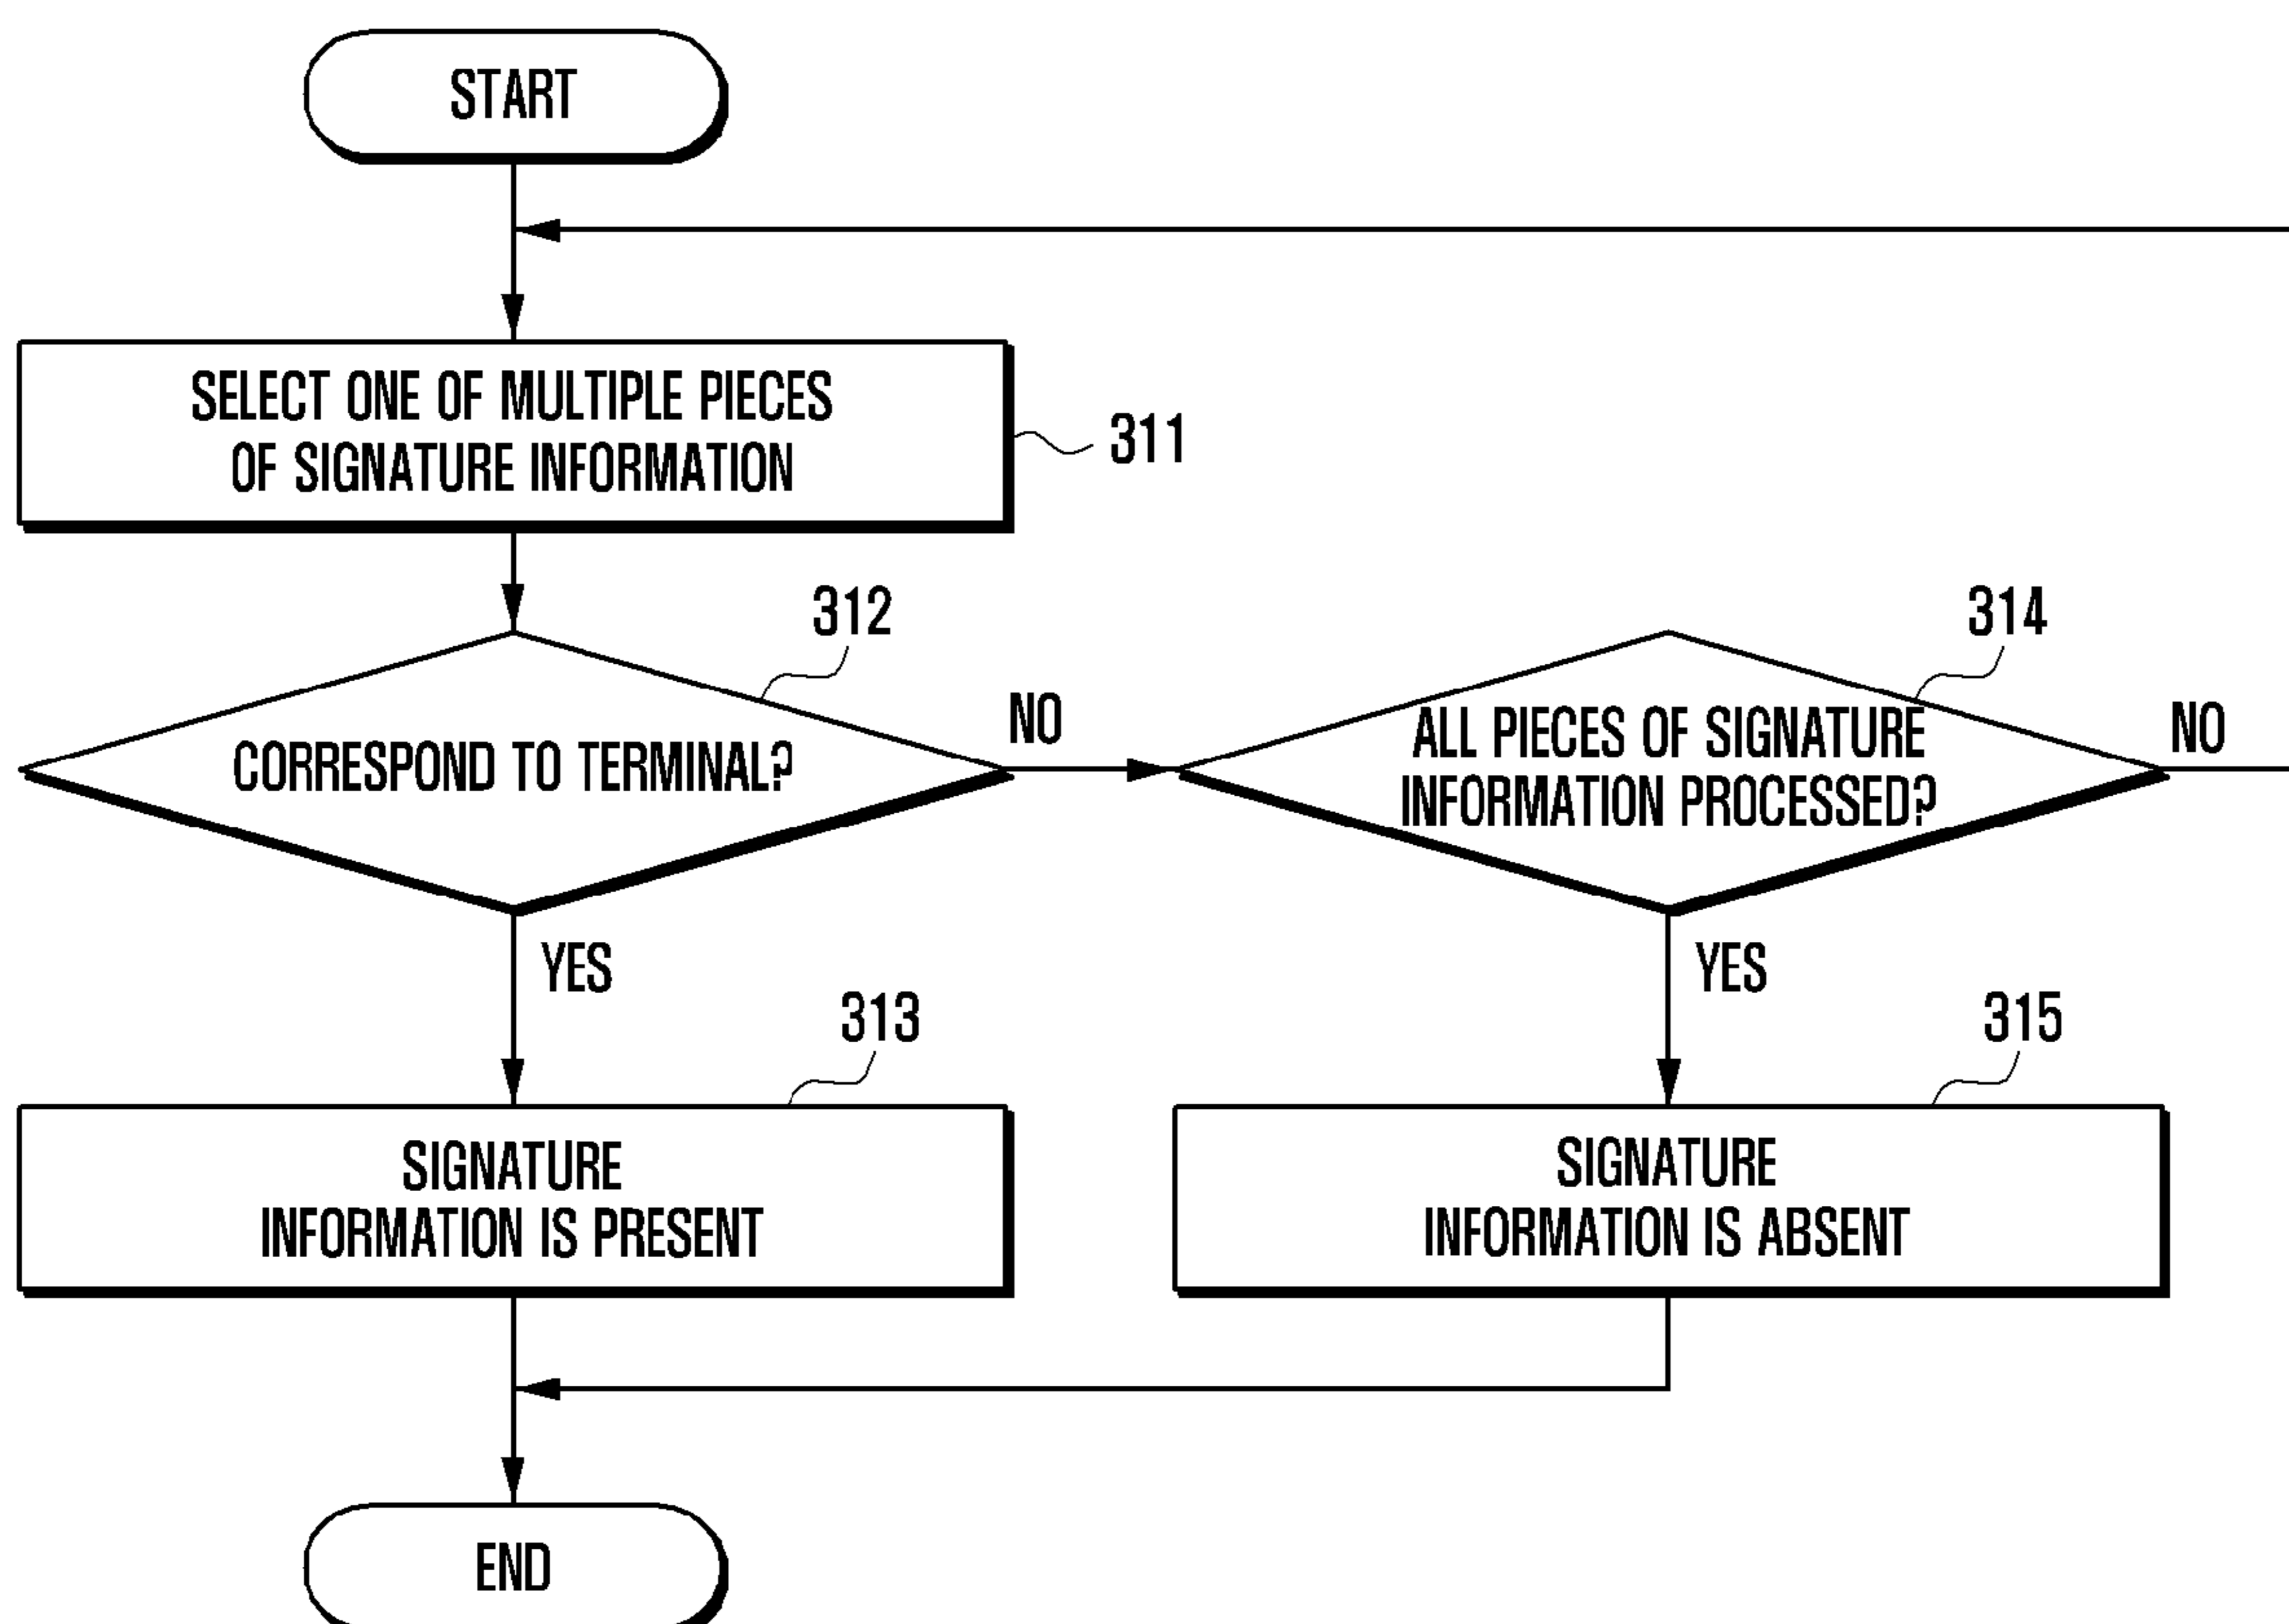 START
SELECT ONE OF MULTIPLE PIECES
OF SIGNATURE INFORMATION
311
312
CORRESPOND TO TERMINAL?
NO
314
ALL PIECES OF SIGNATURE
INFORMATION PROCESSED?
NO
YES
YES
313
SIGNATURE
INFORMATION IS PRESENT
315
SIGNATURE
INFORMATION IS ABSENT
END